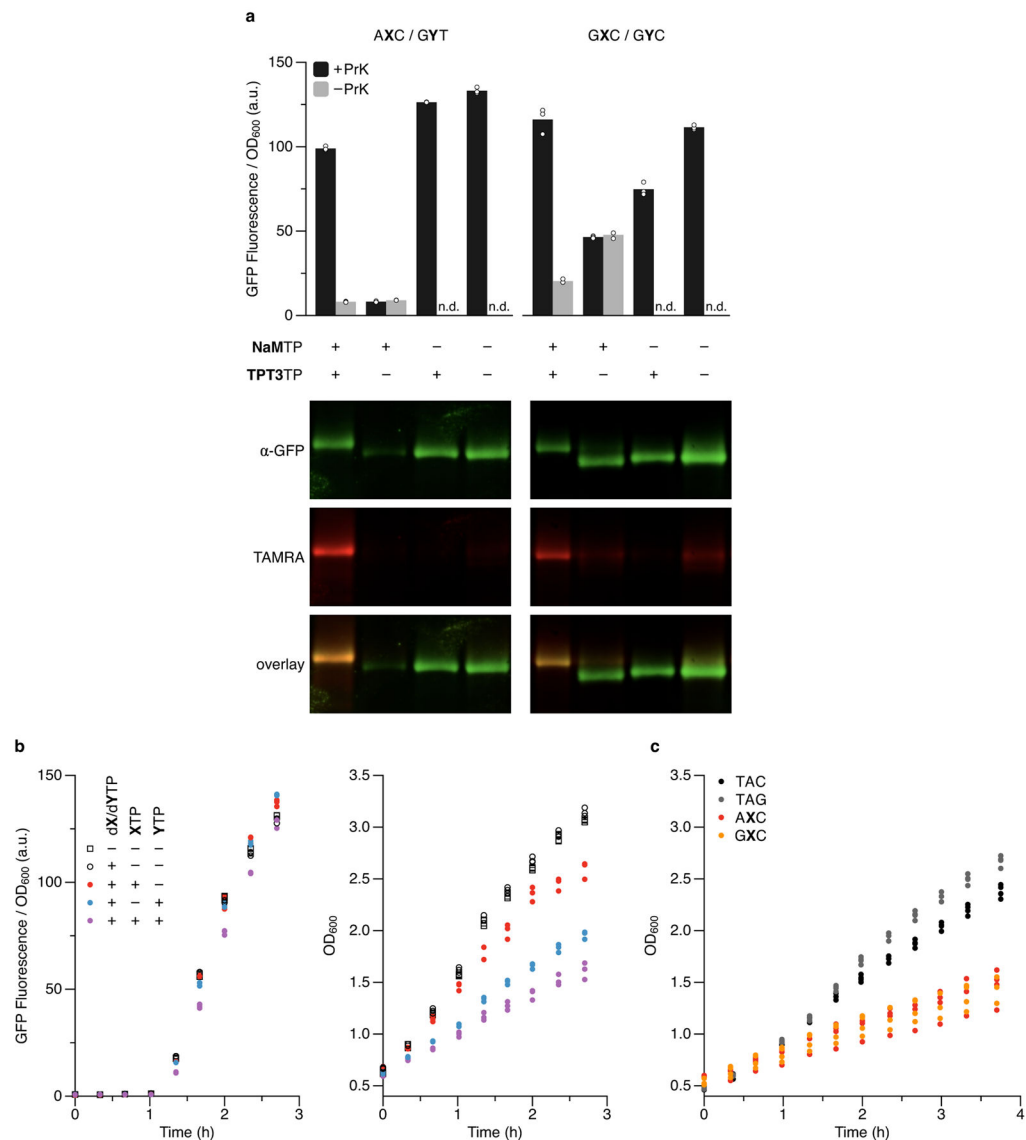 a
AXC / GYT
GXC / GYC
GFP Fluorescence / OD600 (a.u.)
150
100
50
0
+PrK
−PrK
n.d.
n.d.
n.d.
n.d.
NaMTP + + − − + + − −
TPT3TP + − + − + − + −
α-GFP
TAMRA
overlay
b
GFP Fluorescence / OD600 (a.u.)
150
100
50
0
dX/dYTP
XTP
YTP
− − −
+ − −
+ + −
+ − +
+ + +
0 1 2 3
Time (h)
OD600
3.5
3.0
2.5
2.0
1.5
1.0
0.5
0 1 2 3
Time (h)
c
OD600
3.5
3.0
2.5
2.0
1.5
1.0
0.5
TAC
TAG
AXC
GXC
0 1 2 3 4
Time (h)